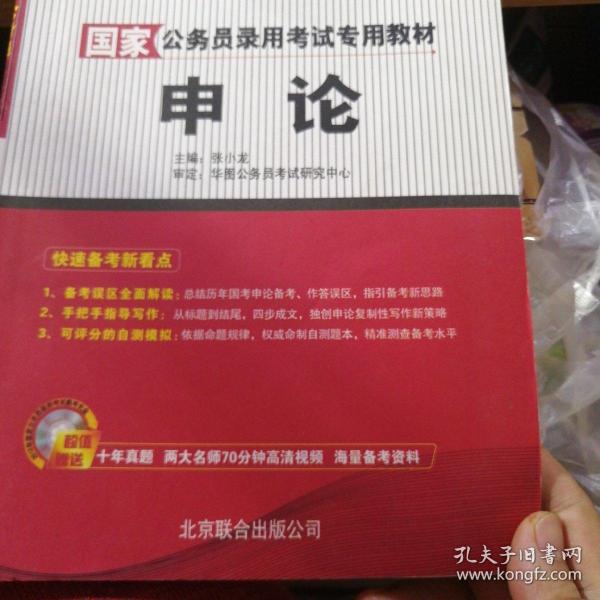 国家公务员录用考试专用教材
申论
主编：张小龙
审定：华图公务员考试研究中心
快速备考新看点
1、备考误区全面解读：总结历年国考申论备考、作答误区，指引备考新思路
2、手把手指导写作：从标题到结尾，四步成文，独创申论复制性写作新策略
3、可评分的自测模拟：依据命题规律，权威命制自测题本，精准测查备考水平
超值
赠送
十年真题 两大名师70分钟高清视频 海量备考资料
北京联合出版公司
孔夫子旧书网
www.kongfz.com